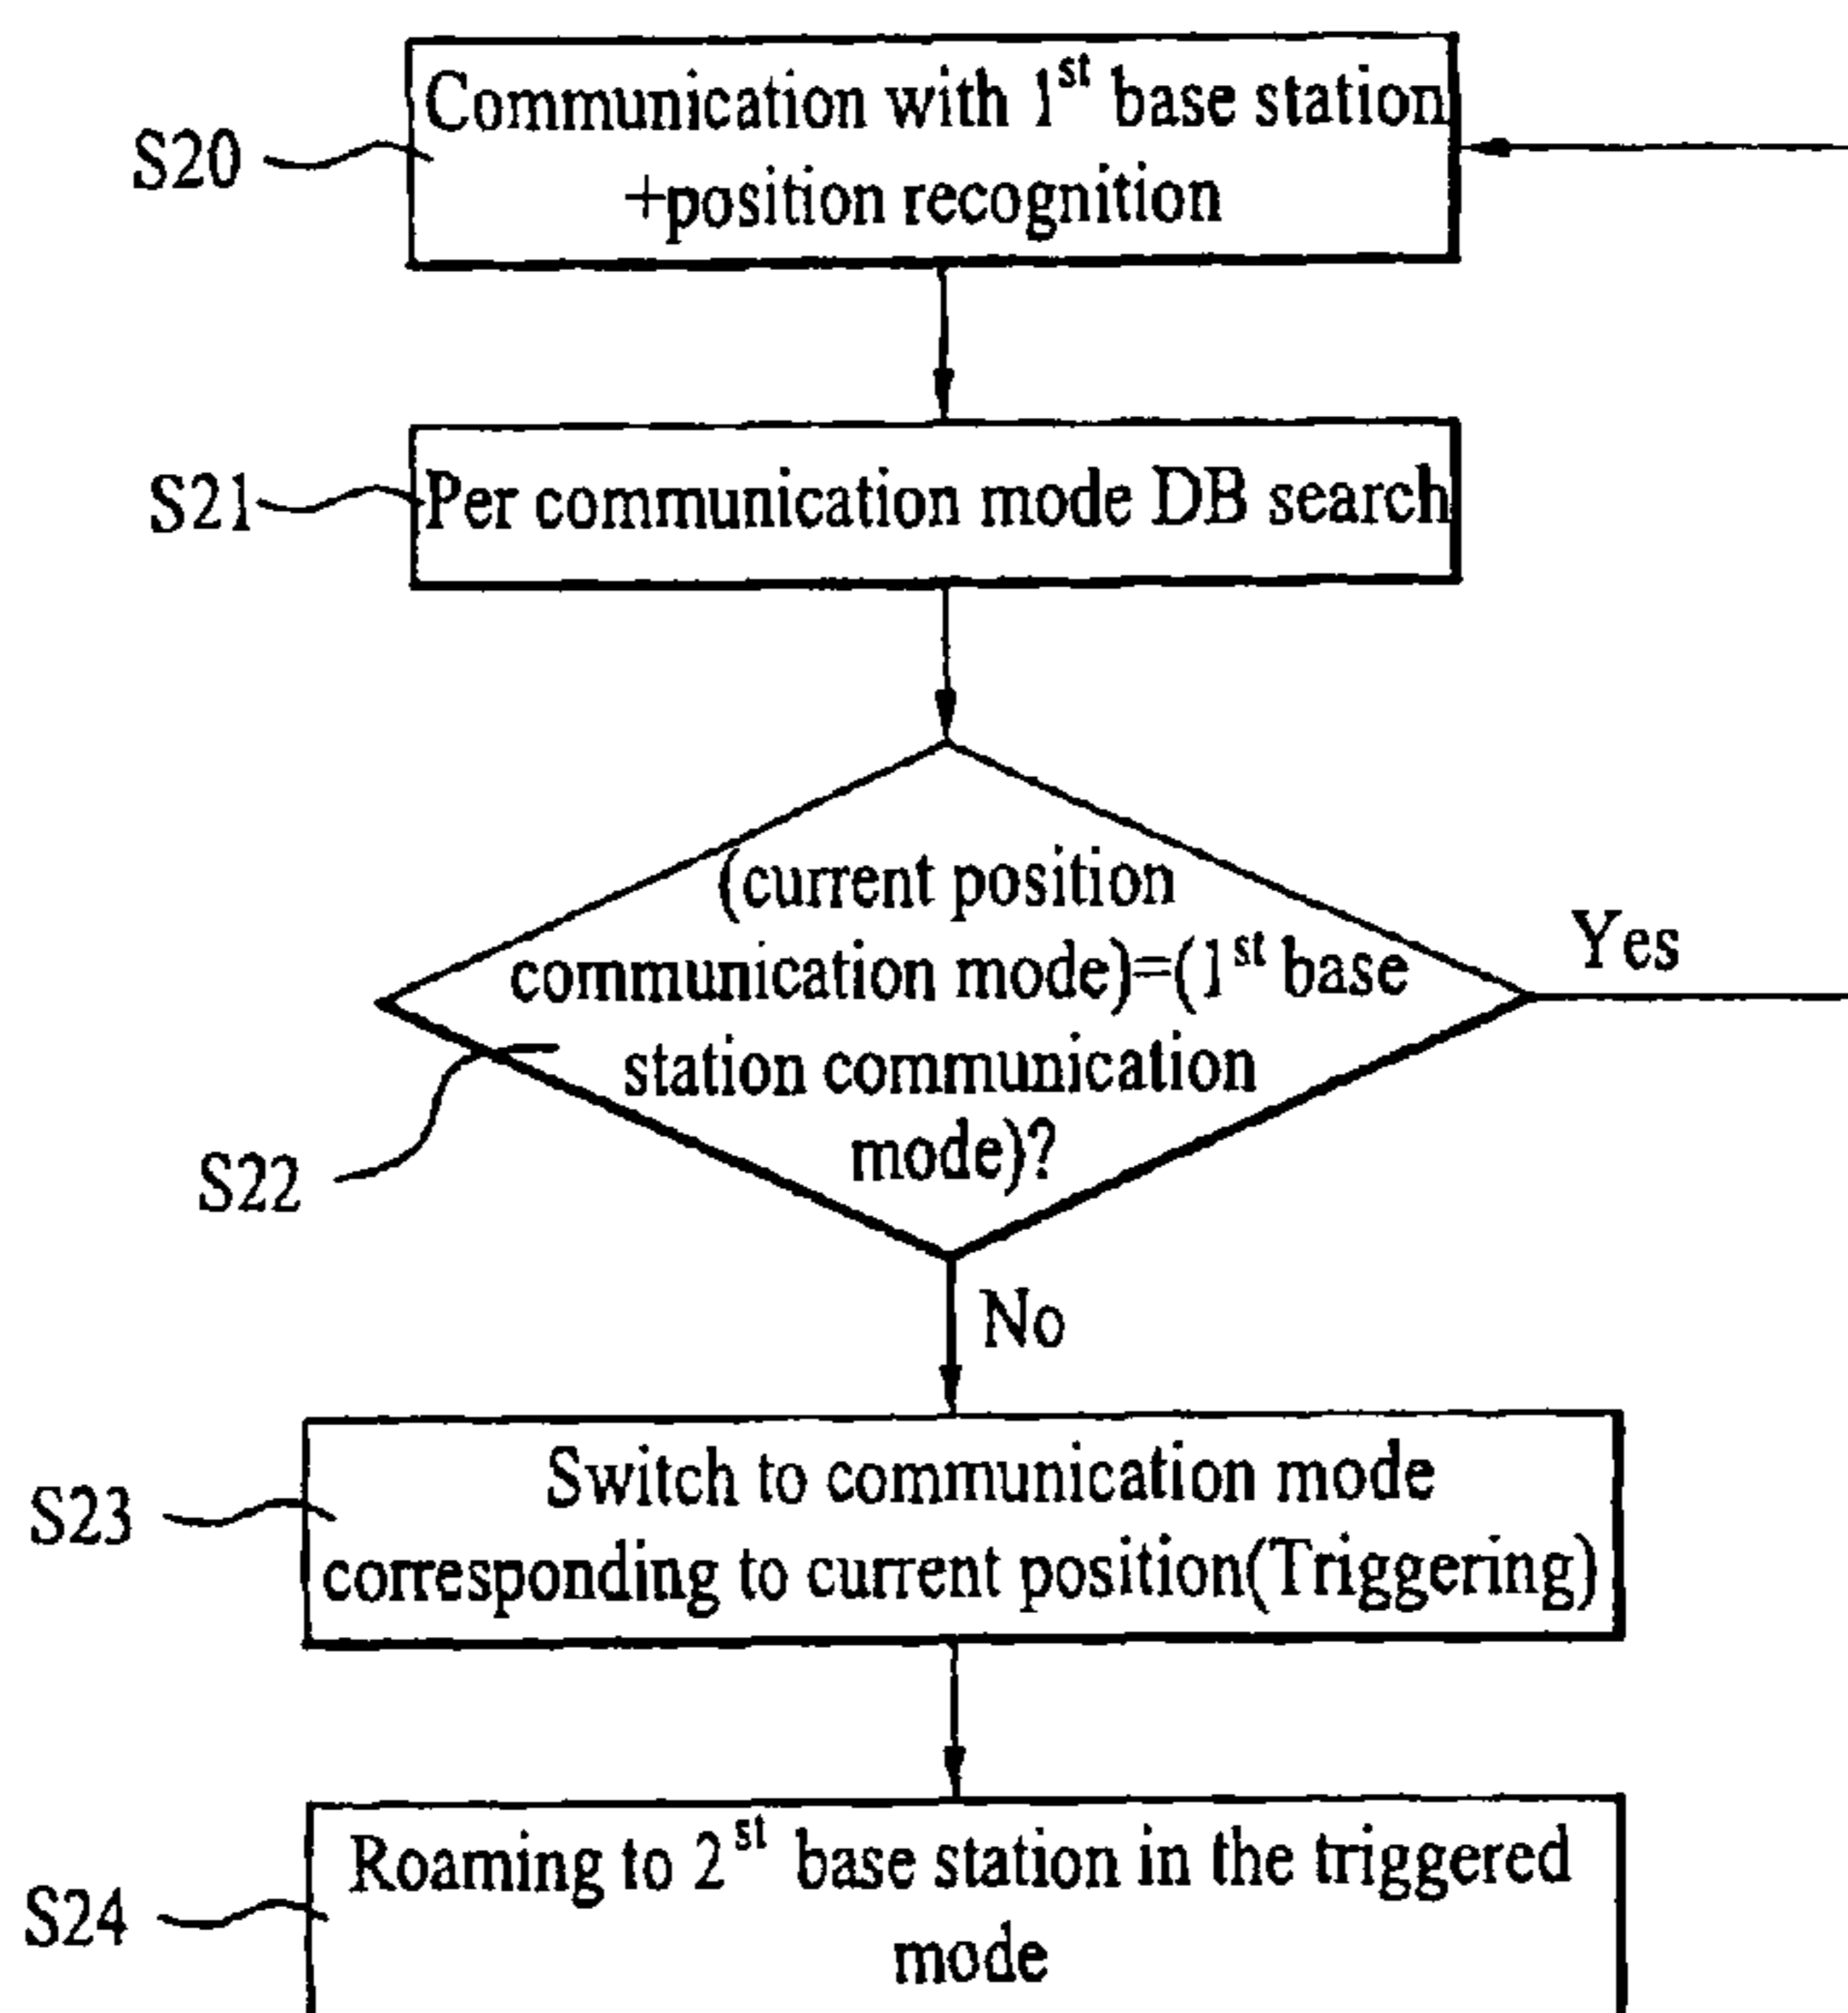 Communication with 1st base station
S20
+position recognition
S21
Per communication mode DB search
(current position
communication mode)=(1st base
station communication
mode)?
Yes
S22
No
Switch to communication mode
S23
corresponding to current position(Triggering)
Roaming to 2st base station in the triggered
S24
mode